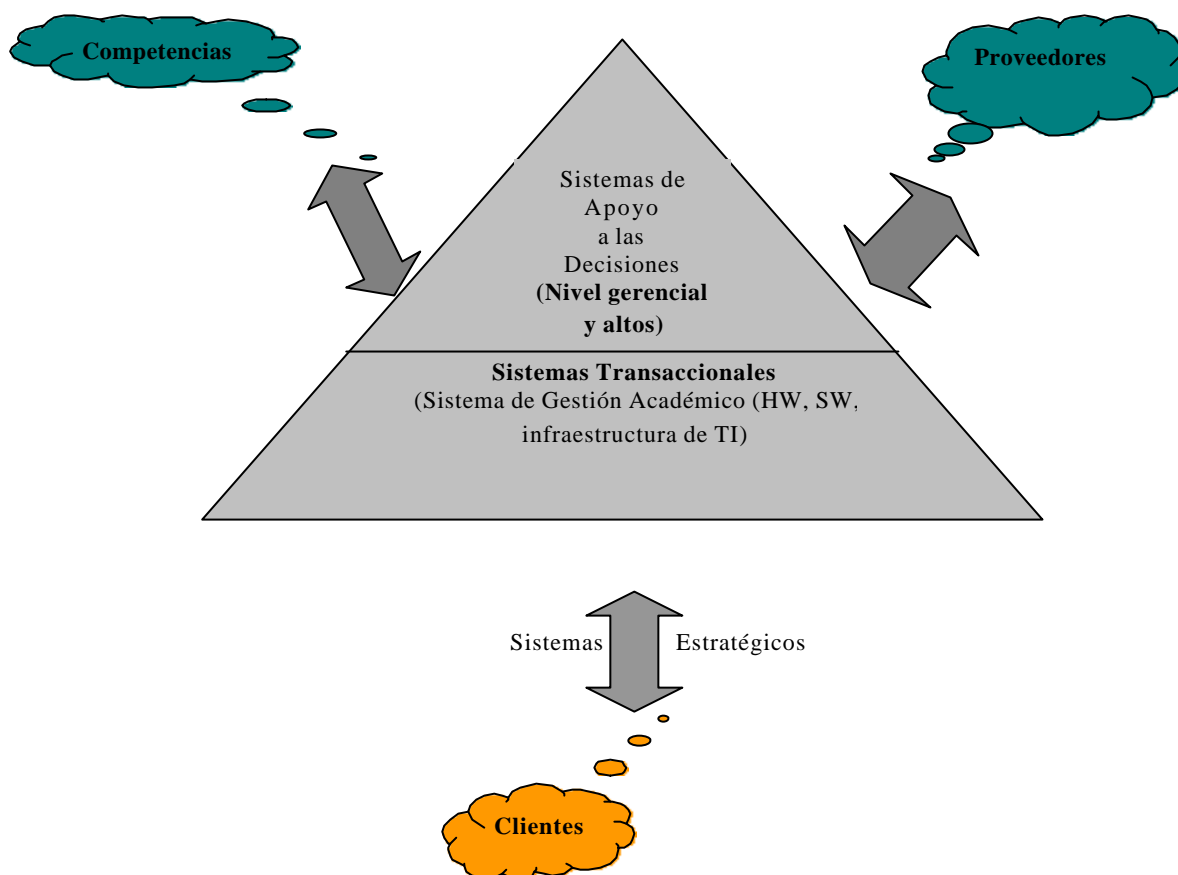 Competencias
Proveedores
Sistemas de
Apoyo
a las
Decisiones
(Nivel gerencial
y altos)
Sistemas Transaccionales
(Sistema de Gestión Académico (HW, SW,
infraestructura de TI)
Sistemas Estratégicos
Clientes